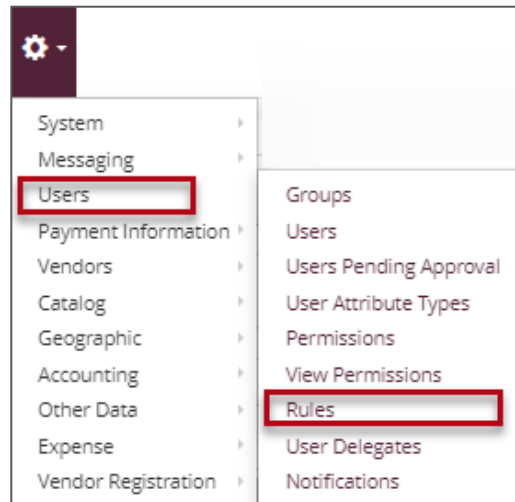 System
Messaging
Users
Payment Information
Vendors
Catalog
Geographic
Accounting
Other Data
Expense
Vendor Registration
Groups
Users
Users Pending Approval
User Attribute Types
Permissions
View Permissions
Rules
User Delegates
Notifications